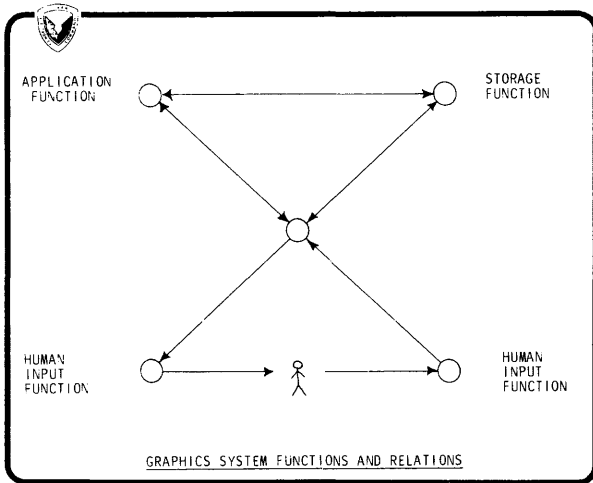 APPLICATION
FUNCTION
STORAGE
FUNCTION
HUMAN
INPUT
FUNCTION
HUMAN
INPUT
FUNCTION
GRAPHICS SYSTEM FUNCTIONS AND RELATIONS